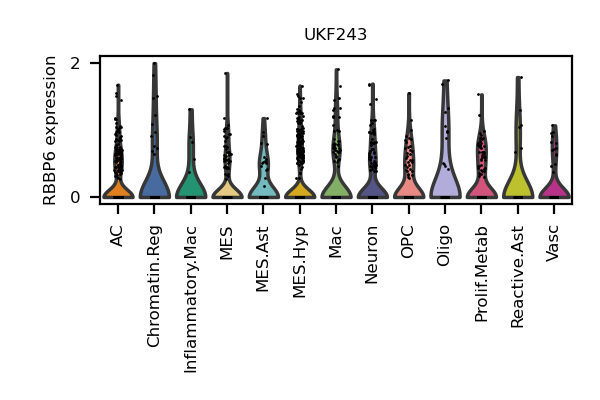 UKF243
RBBP6 expression
2
0
AC
Chromatin.Reg
Inflammatory.Mac
MES
MES.Ast
MES.Hyp
Mac
Neuron
OPC
Oligo
Prolif.Metab
Reactive.Ast
Vasc